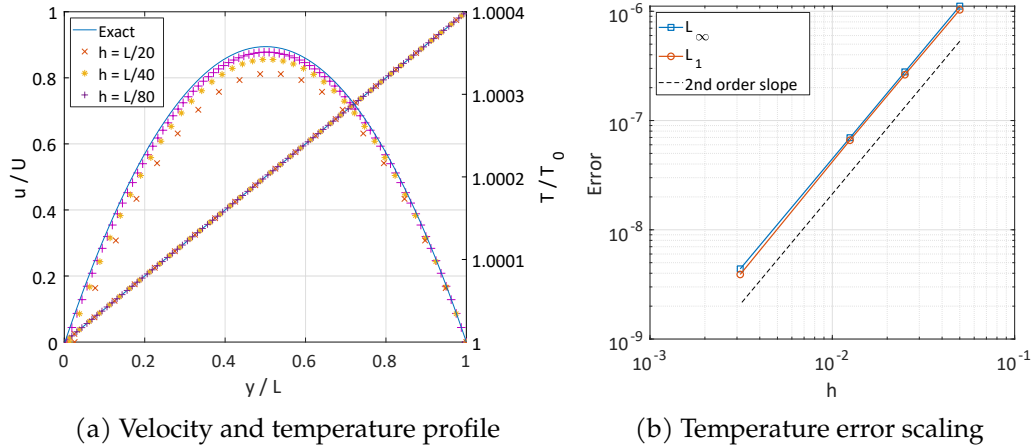 Exact
h = L/20
h = L/40
h = L/80
1
0.8
0.6
0.4
0.2
0
u / U
0
0.2
0.4
0.6
0.8
1
y / L
1.0004
1.0003
1.0002
1.0001
1
T / T_0
(a) Velocity and temperature profile
L_∞
L_1
2nd order slope
10^-6
10^-7
10^-8
10^-9
Error
10^-3
10^-2
10^-1
h
(b) Temperature error scaling